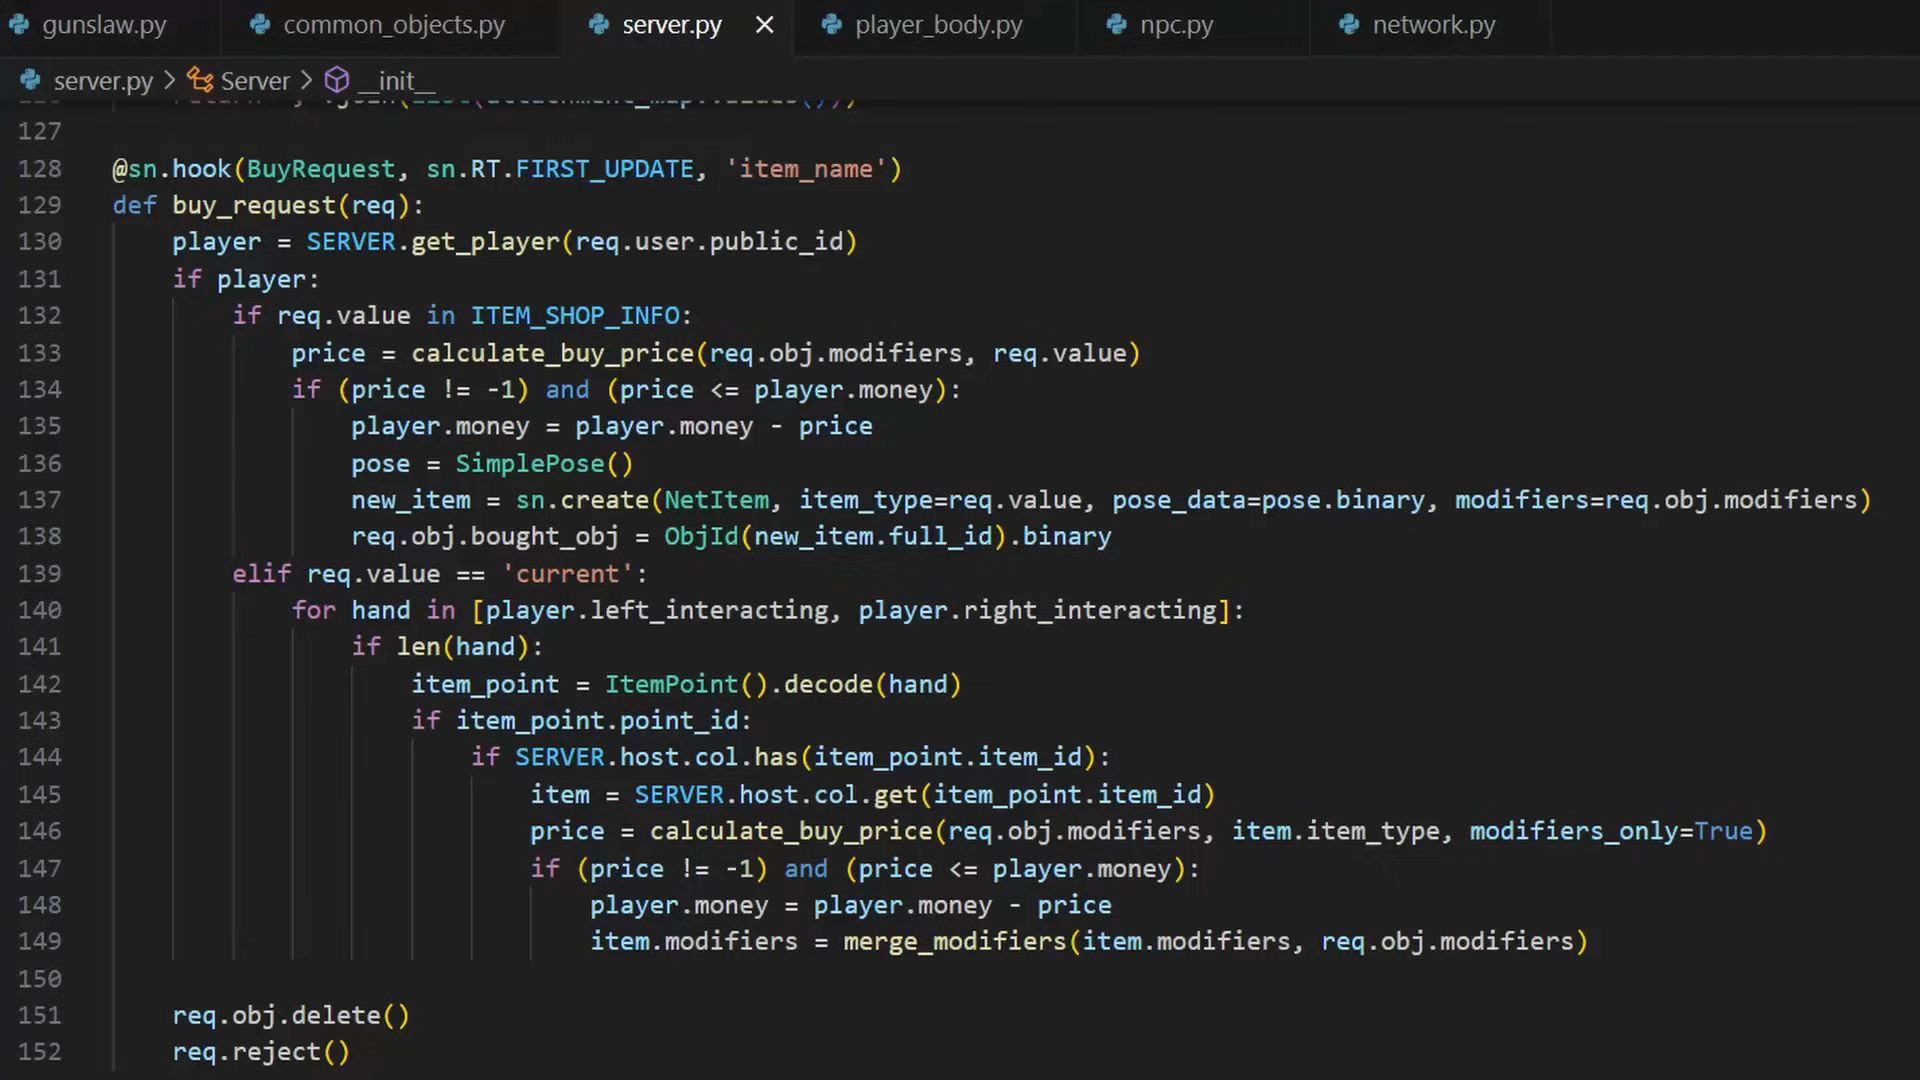 gunslaw.py common_objects.py server.py × player_body.py npc.py network.py
server.py > Server > __init__
127
128 @sn.hook(BuyRequest, sn.RT.FIRST_UPDATE, 'item_name')
129 def buy_request(req):
130 player = SERVER.get_player(req.user.public_id)
131 if player:
132 if req.value in ITEM_SHOP_INFO:
133 price = calculate_buy_price(req.obj.modifiers, req.value)
134 if (price != -1) and (price <= player.money):
135 player.money = player.money - price
136 pose = SimplePose()
137 new_item = sn.create(NetItem, item_type=req.value, pose_data=pose.binary, modifiers=req.obj.modifiers)
138 req.obj.bought_obj = ObjId(new_item.full_id).binary
139 elif req.value == 'current':
140 for hand in [player.left_interacting, player.right_interacting]:
141 if len(hand):
142 item_point = ItemPoint().decode(hand)
143 if item_point.point_id:
144 if SERVER.host.col.has(item_point.item_id):
145 item = SERVER.host.col.get(item_point.item_id)
146 price = calculate_buy_price(req.obj.modifiers, item.item_type, modifiers_only=True)
147 if (price != -1) and (price <= player.money):
148 player.money = player.money - price
149 item.modifiers = merge_modifiers(item.modifiers, req.obj.modifiers)
150
151 req.obj.delete()
152 req.reject()